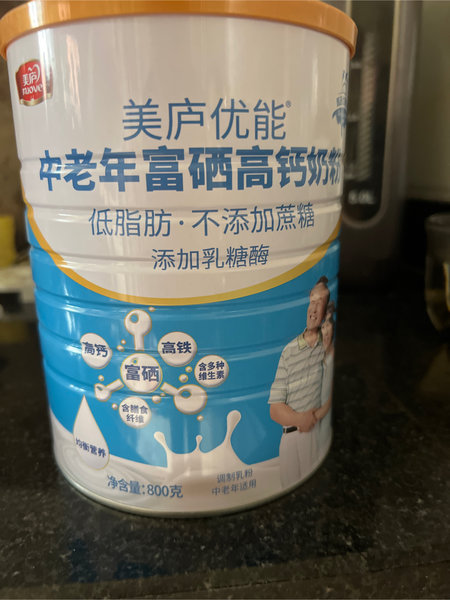 美庐
美庐优能®
中老年富硒高钙奶粉
低脂肪·不添加蔗糖
添加乳糖酶
高钙
高铁
富硒
含多种
维生素
含膳食
纤维
均衡营养
净含量:800克
调制乳粉
中老年适用